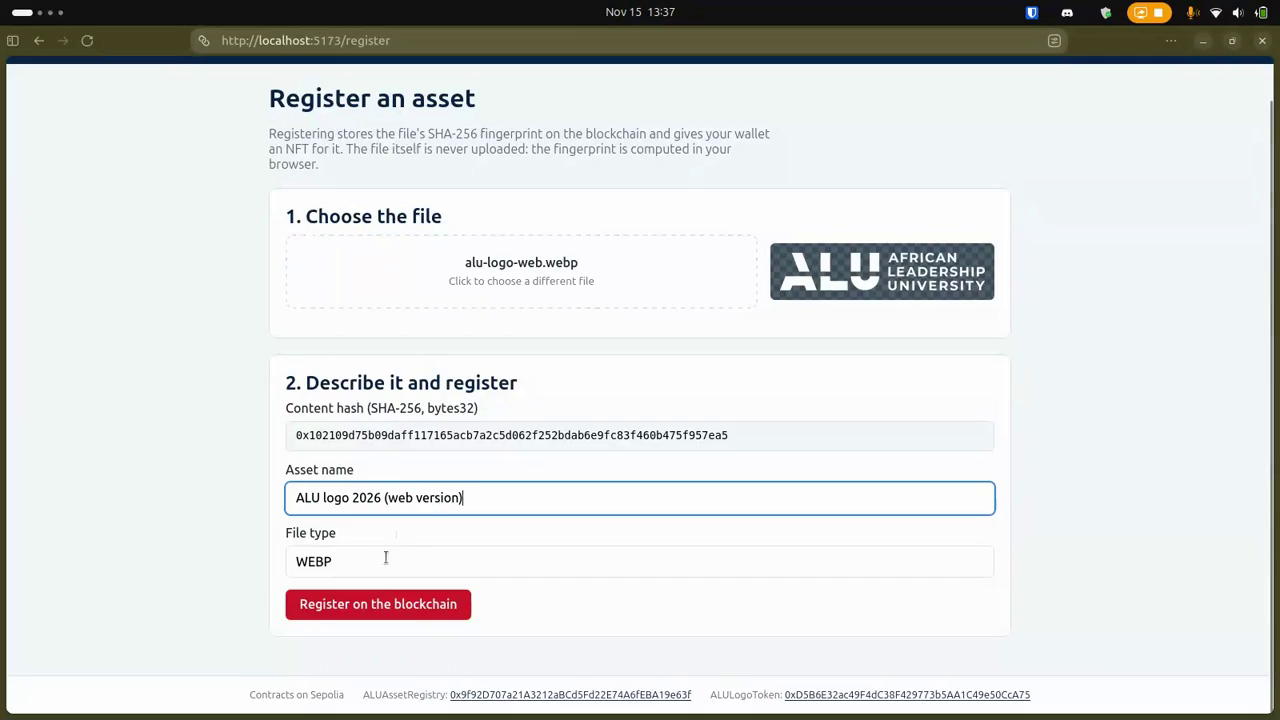 Nov 15 13:37
http://localhost:5173/register
Register an asset
Registering stores the file's SHA-256 fingerprint on the blockchain and gives your wallet
an NFT for it. The file itself is never uploaded: the fingerprint is computed in your
browser.
1. Choose the file
alu-logo-web.webp
Click to choose a different file
ALU AFRICAN
LEADERSHIP
UNIVERSITY
2. Describe it and register
Content hash (SHA-256, bytes32)
0x102109d75b09daff117165acb7a2c5d062f252bdab6e9fc83f460b475f957ea5
Asset name
ALU logo 2026 (web version)
File type
WEBP
Register on the blockchain
Contracts on Sepolia ALUAssetRegistry: 0x9f92D707a21A3212aBCd5Fd22E74A6fEBA19e63f ALULogoToken: 0xD5B6E32ac49F4dC38F429773b5AA1C49e50CcA75